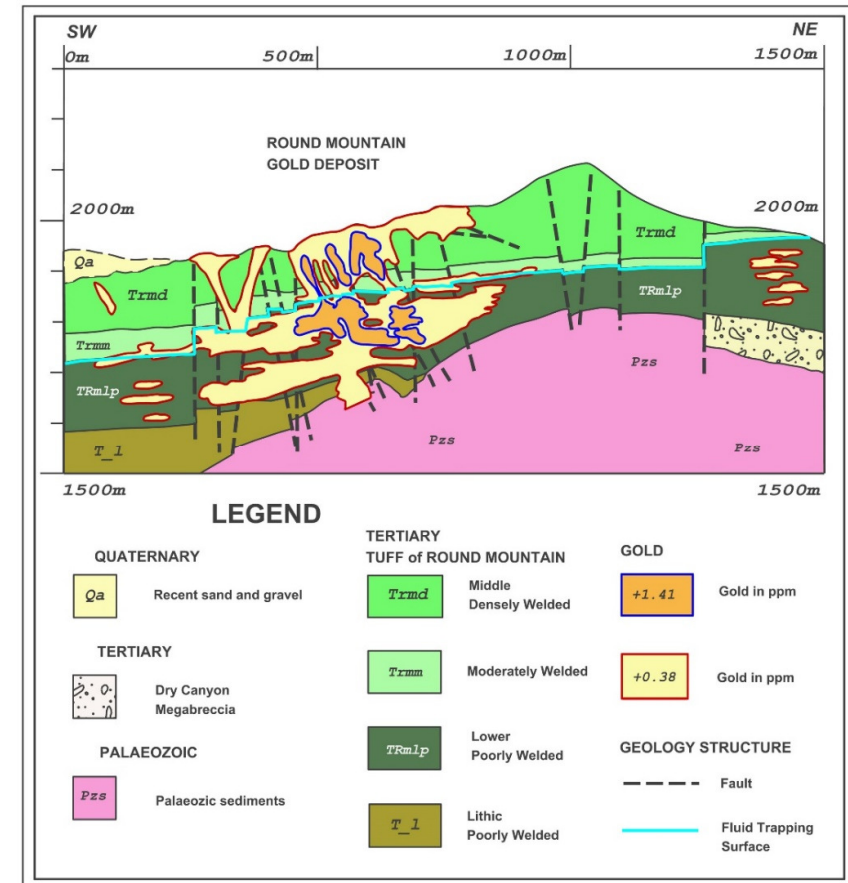 SW NE
0m 500m 1000m 1500m
ROUND MOUNTAIN
GOLD DEPOSIT
2000m 2000m
Qa
Trmd
Trmd
Trmm
TRmlp
TRmlp
Pzs
T_l
Pzs
Pzs
1500m 1500m
LEGEND
QUATERNARY
Qa Recent sand and gravel
TERTIARY
Dry Canyon
Megabreccia
PALAEOZOIC
Pzs Palaeozic sediments
TERTIARY
TUFF of ROUND MOUNTAIN
Trmd Middle
Densely Welded
Trmm Moderately Welded
TRmlp Lower
Poorly Welded
T_l Lithic
Poorly Welded
GOLD
+1.41 Gold in ppm
+0.38 Gold in ppm
GEOLOGY STRUCTURE
Fault
Fluid Trapping
Surface